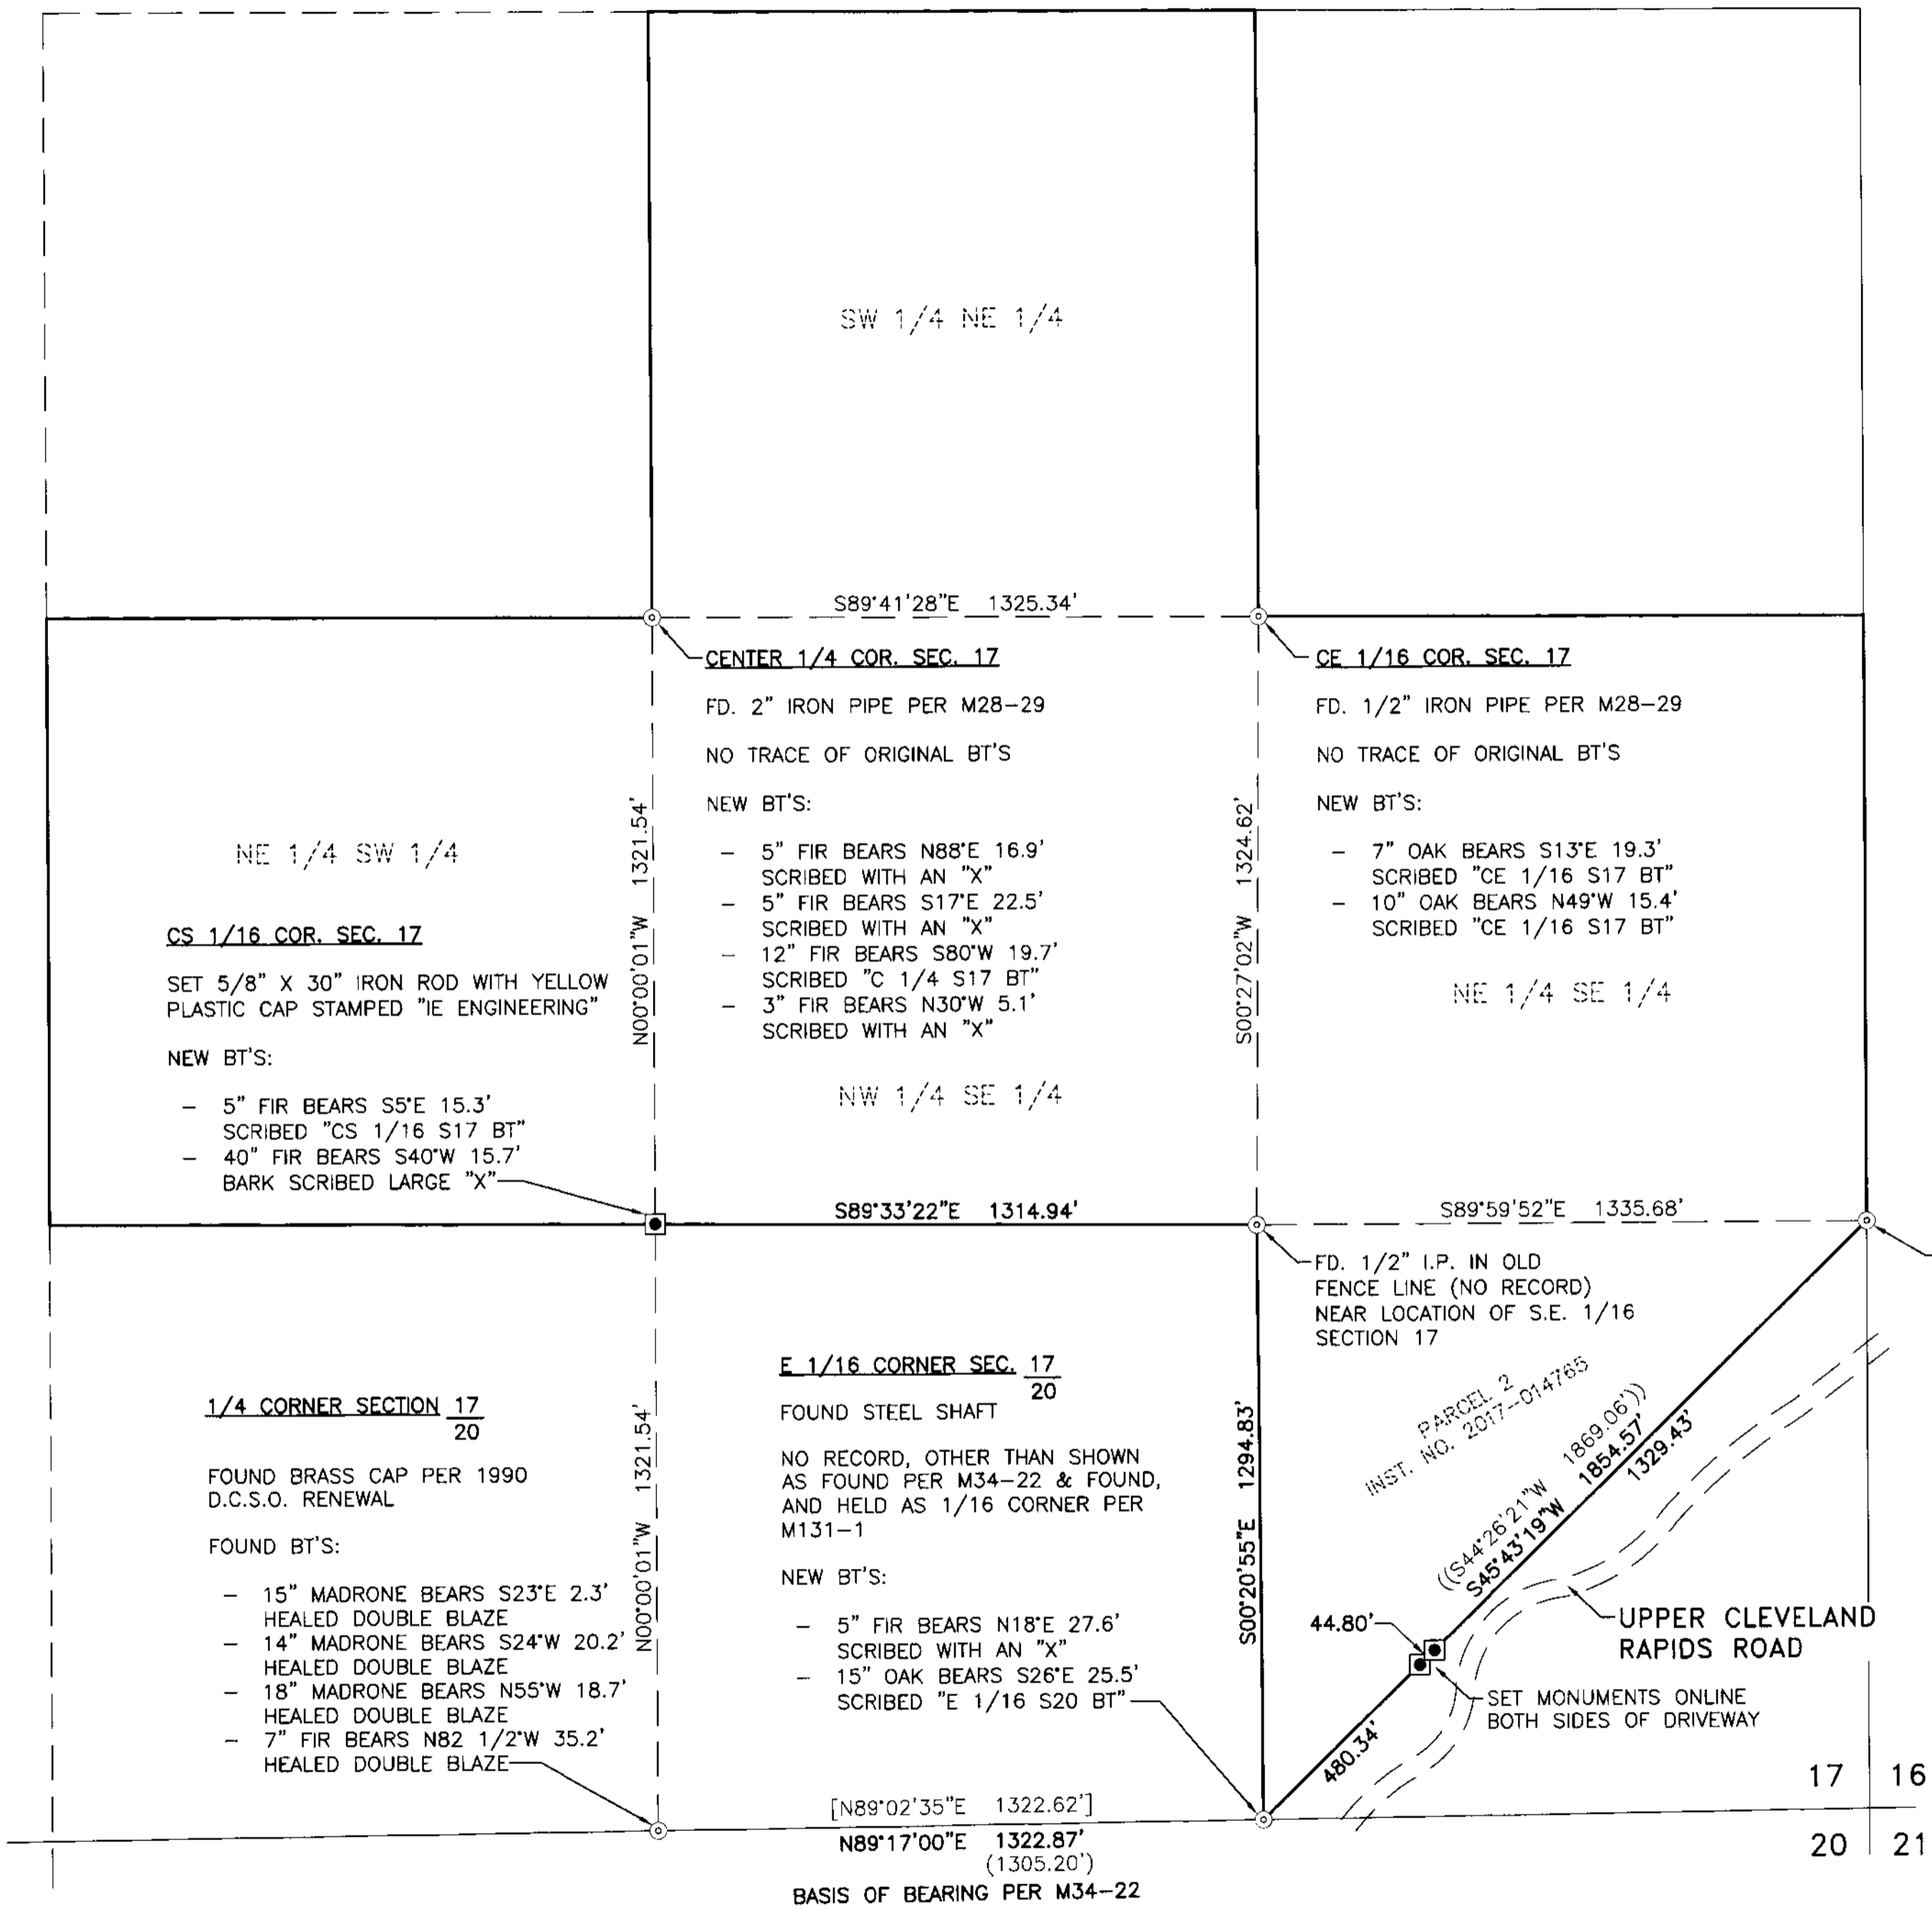 SW 1/4 NE 1/4
S89°41'28"E 1325.34'
CENTER 1/4 COR. SEC. 17
FD. 2" IRON PIPE PER M28-29
NO TRACE OF ORIGINAL BT'S
NEW BT'S:
- 5" FIR BEARS N88°E 16.9'
SCRIBED WITH AN "X"
- 5" FIR BEARS S17°E 22.5'
SCRIBED WITH AN "X"
- 12" FIR BEARS S80°W 19.7'
SCRIBED "C 1/4 S17 BT"
- 3" FIR BEARS N30°W 5.1'
SCRIBED WITH AN "X"
NW 1/4 SE 1/4
CE 1/16 COR. SEC. 17
FD. 1/2" IRON PIPE PER M28-29
NO TRACE OF ORIGINAL BT'S
NEW BT'S:
- 7" OAK BEARS S13°E 19.3'
SCRIBED "CE 1/16 S17 BT"
- 10" OAK BEARS N49°W 15.4'
SCRIBED "CE 1/16 S17 BT"
NE 1/4 SE 1/4
NE 1/4 SW 1/4
CS 1/16 COR. SEC. 17
SET 5/8" X 30" IRON ROD WITH YELLOW
PLASTIC CAP STAMPED "IE ENGINEERING"
NEW BT'S:
- 5" FIR BEARS S5°E 15.3'
SCRIBED "CS 1/16 S17 BT"
- 40" FIR BEARS S40°W 15.7'
BARK SCRIBED LARGE "X"
N00°00'01"W 1321.54'
S00°27'02"W 1324.62'
S89°33'22"E 1314.94'
S89°59'52"E 1335.68'
FD. 1/2" I.P. IN OLD
FENCE LINE (NO RECORD)
NEAR LOCATION OF S.E. 1/16
SECTION 17
1/4 CORNER SECTION 17
20
FOUND BRASS CAP PER 1990
D.C.S.O. RENEWAL
FOUND BT'S:
- 15" MADRONE BEARS S23°E 2.3'
HEALED DOUBLE BLAZE
- 14" MADRONE BEARS S24°W 20.2'
HEALED DOUBLE BLAZE
- 18" MADRONE BEARS N55°W 18.7'
HEALED DOUBLE BLAZE
- 7" FIR BEARS N82 1/2°W 35.2'
HEALED DOUBLE BLAZE
N00°00'01"W 1321.54'
E 1/16 CORNER SEC. 17
20
FOUND STEEL SHAFT
NO RECORD, OTHER THAN SHOWN
AS FOUND PER M34-22 & FOUND,
AND HELD AS 1/16 CORNER PER
M131-1
NEW BT'S:
- 5" FIR BEARS N18°E 27.6'
SCRIBED WITH AN "X"
- 15" OAK BEARS S26°E 25.5'
SCRIBED "E 1/16 S20 BT"
S00°20'55"E 1294.83'
PARCEL 2
INST. NO. 2017-014765
((S44°26'21"W 1869.06'))
S45°43'19"W 1854.57'
1329.43'
44.80'
480.34'
UPPER CLEVELAND
RAPIDS ROAD
SET MONUMENTS ONLINE
BOTH SIDES OF DRIVEWAY
17 16
20 21
[N89°02'35"E 1322.62']
N89°17'00"E 1322.87'
(1305.20')
BASIS OF BEARING PER M34-22